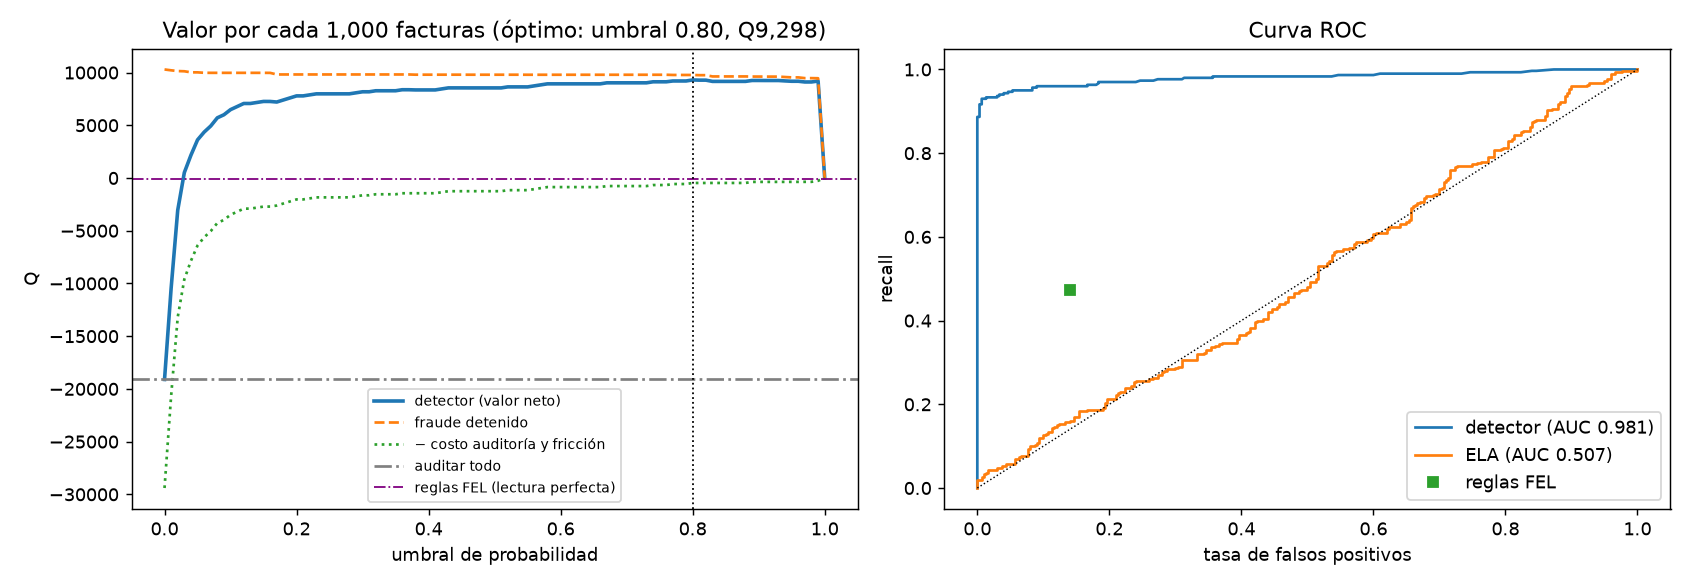 Valor por cada 1,000 facturas (óptimo: umbral 0.80, Q9,298)
10000
5000
0
−5000
−10000
−15000
−20000
−25000
−30000
Q
0.0 0.2 0.4 0.6 0.8 1.0
umbral de probabilidad
detector (valor neto)
fraude detenido
− costo auditoría y fricción
auditar todo
reglas FEL (lectura perfecta)
Curva ROC
1.0
0.8
0.6
0.4
0.2
0.0
recall
0.0 0.2 0.4 0.6 0.8 1.0
tasa de falsos positivos
detector (AUC 0.981)
ELA (AUC 0.507)
reglas FEL